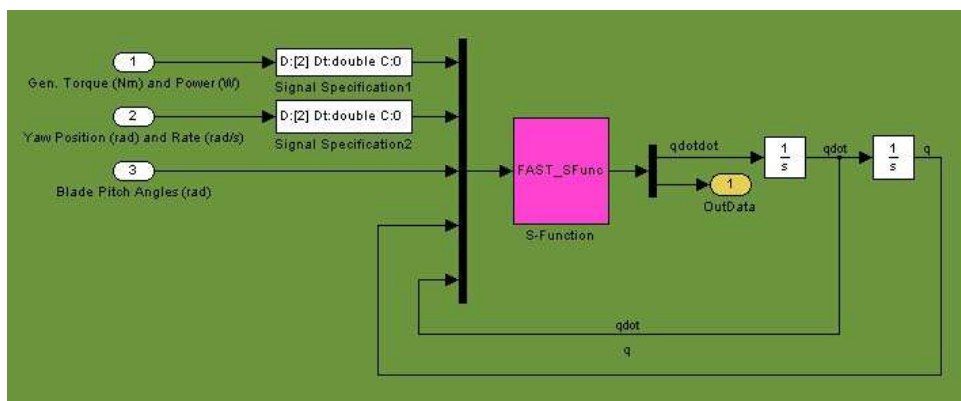 1
D:[2] Dt:double C:0
Gen. Torque (Nm) and Power (W)
Signal Specification1
2
D:[2] Dt:double C:0
Yaw Position (rad) and Rate (rad/s)
Signal Specification2
3
Blade Pitch Angles (rad)
FAST_SFunc
S-Function
qdotdot
1
s
qdot
1
s
q
1
OutData
qdot
q